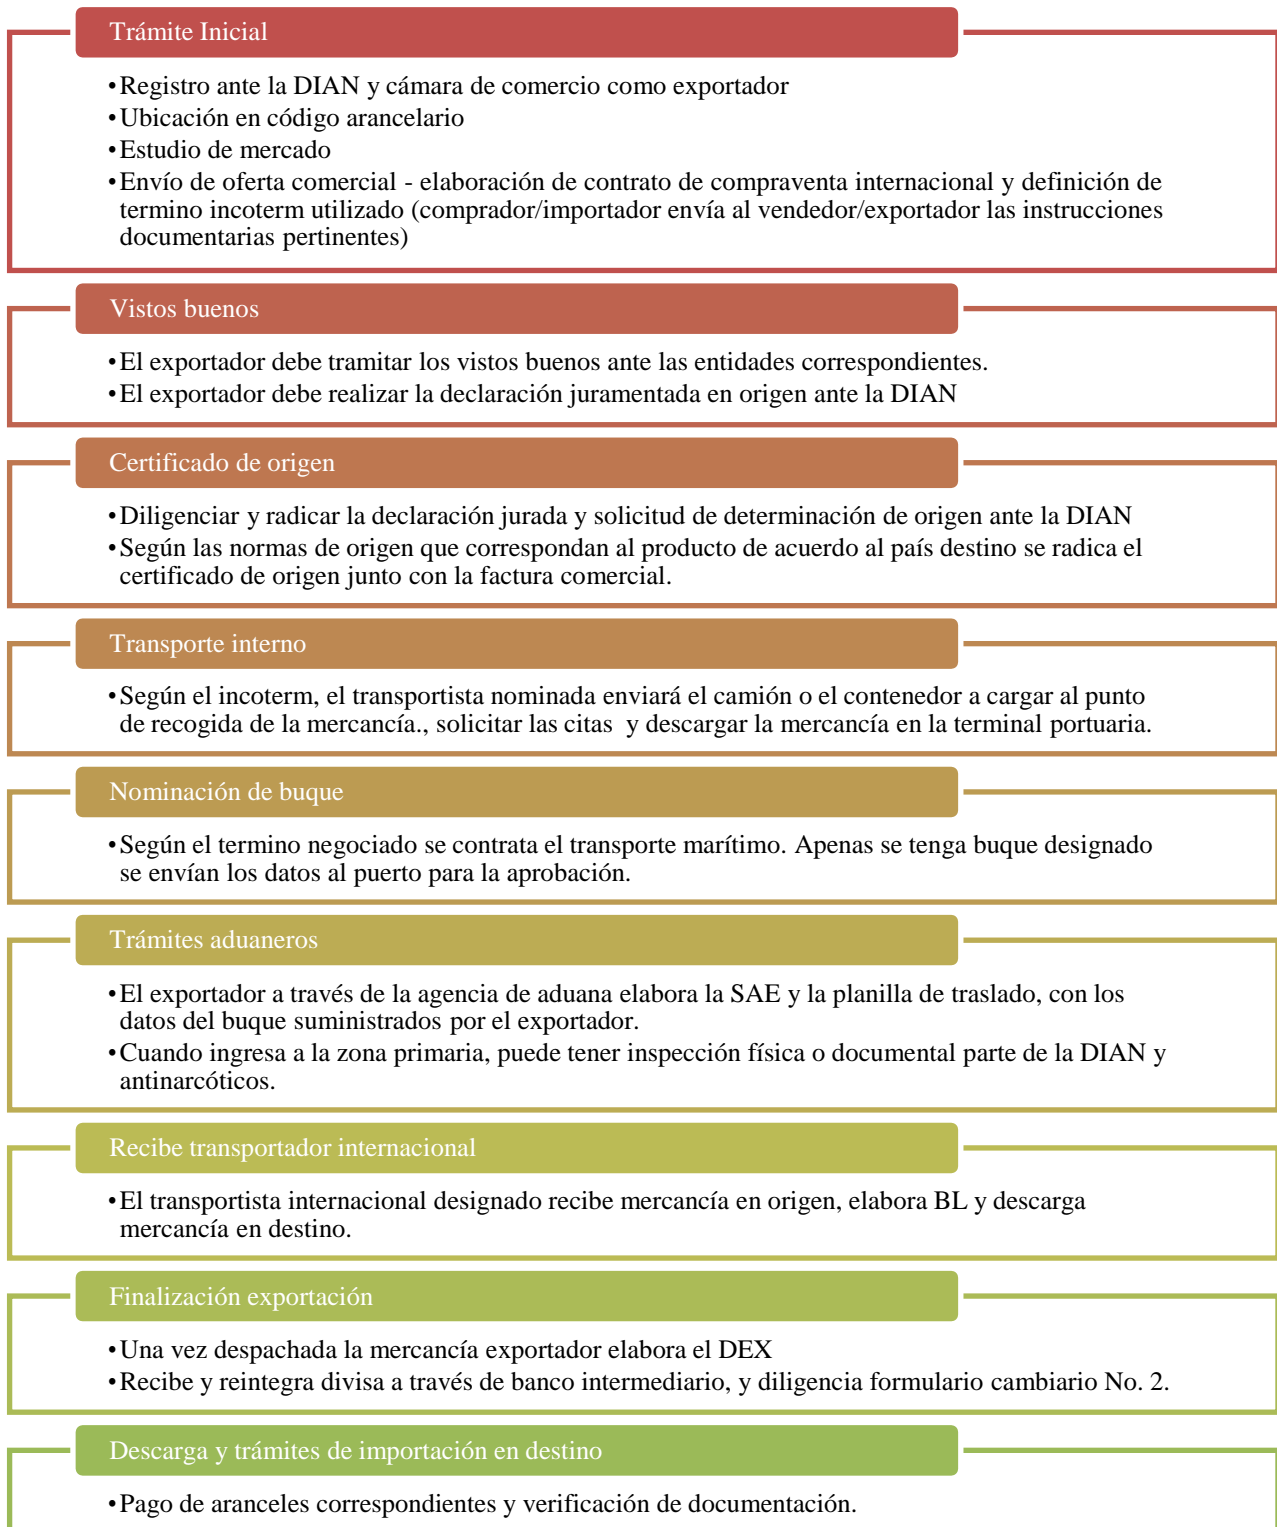 Trámite Inicial
•Registro ante la DIAN y cámara de comercio como exportador
•Ubicación en código arancelario
•Estudio de mercado
•Envío de oferta comercial - elaboración de contrato de compraventa internacional y definición de
termino incoterm utilizado (comprador/importador envía al vendedor/exportador las instrucciones
documentarias pertinentes)
Vistos buenos
•El exportador debe tramitar los vistos buenos ante las entidades correspondientes.
•El exportador debe realizar la declaración juramentada en origen ante la DIAN
Certificado de origen
•Diligenciar y radicar la declaración jurada y solicitud de determinación de origen ante la DIAN
•Según las normas de origen que correspondan al producto de acuerdo al país destino se radica el
certificado de origen junto con la factura comercial.
Transporte interno
•Según el incoterm, el transportista nominada enviará el camión o el contenedor a cargar al punto
de recogida de la mercancía., solicitar las citas  y descargar la mercancía en la terminal portuaria.
Nominación de buque
•Según el termino negociado se contrata el transporte marítimo. Apenas se tenga buque designado
se envían los datos al puerto para la aprobación.
Trámites aduaneros
•El exportador a través de la agencia de aduana elabora la SAE y la planilla de traslado, con los
datos del buque suministrados por el exportador.
•Cuando ingresa a la zona primaria, puede tener inspección física o documental parte de la DIAN y
antinarcóticos.
Recibe transportador internacional
•El transportista internacional designado recibe mercancía en origen, elabora BL y descarga
mercancía en destino.
Finalización exportación
•Una vez despachada la mercancía exportador elabora el DEX
•Recibe y reintegra divisa a través de banco intermediario, y diligencia formulario cambiario No. 2.
Descarga y trámites de importación en destino
•Pago de aranceles correspondientes y verificación de documentación.